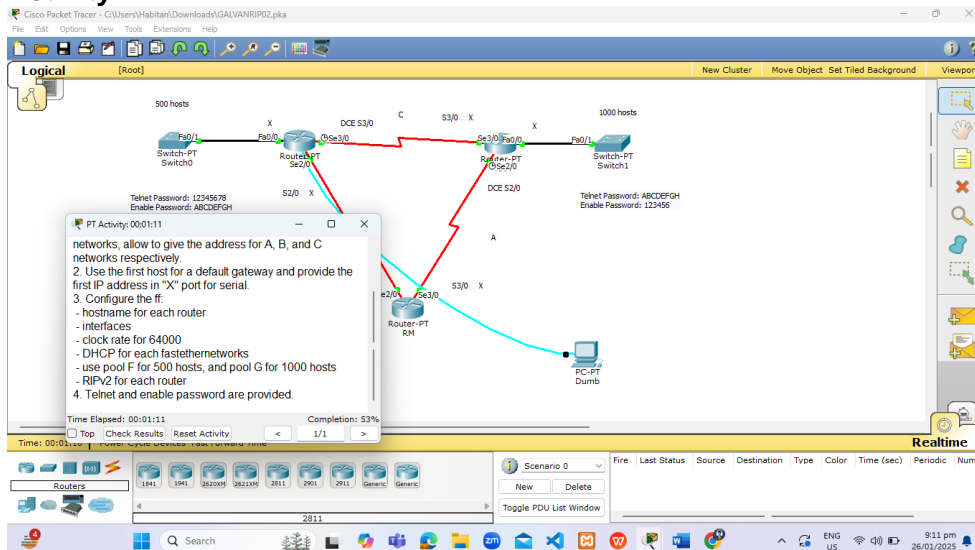 Cisco Packet Tracer - C:\Users\Habitan\Downloads\GALVANRIP02.pka
File Edit Options View Tools Extensions Help
Logical [Root] New Cluster Move Object Set Tiled Background Viewpor
500 hosts
X
DCE S3/0
C
S3/0 X
X
1000 hosts
Fa0/1
Fa0/0
Se3/0
Se3/0
Fa0/0
Fa0/1
Switch-PT
Switch0
Router-PT
Se2/0
Router-PT
Se2/0
Switch-PT
Switch1
S2/0 X
DCE S2/0
Telnet Password: 12345678
Enable Password: ABCDEFGH
Telnet Password: ABCDEFGH
Enable Password: 123456
A
S3/0 X
e2/0
Se3/0
Router-PT
RM
PC-PT
Dumb
PT Activity: 00:01:11
networks, allow to give the address for A, B, and C
networks respectively.
2. Use the first host for a default gateway and provide the
first IP address in "X" port for serial.
3. Configure the ff:
- hostname for each router
- interfaces
- clock rate for 64000
- DHCP for each fastethernetworks
- use pool F for 500 hosts, and pool G for 1000 hosts
- RIPv2 for each router
4. Telnet and enable password are provided.
Time Elapsed: 00:01:11 Completion: 53%
Top Check Results Reset Activity < 1/1 >
Realtime
Routers
1841 1941 2620XM 2621XM 2811 2901 2911 Generic Generic
2811
Scenario 0
New Delete
Toggle PDU List Window
Fire Last Status Source Destination Type Color Time (sec) Periodic Num
Search
ENG
US
9:11 pm
26/01/2025